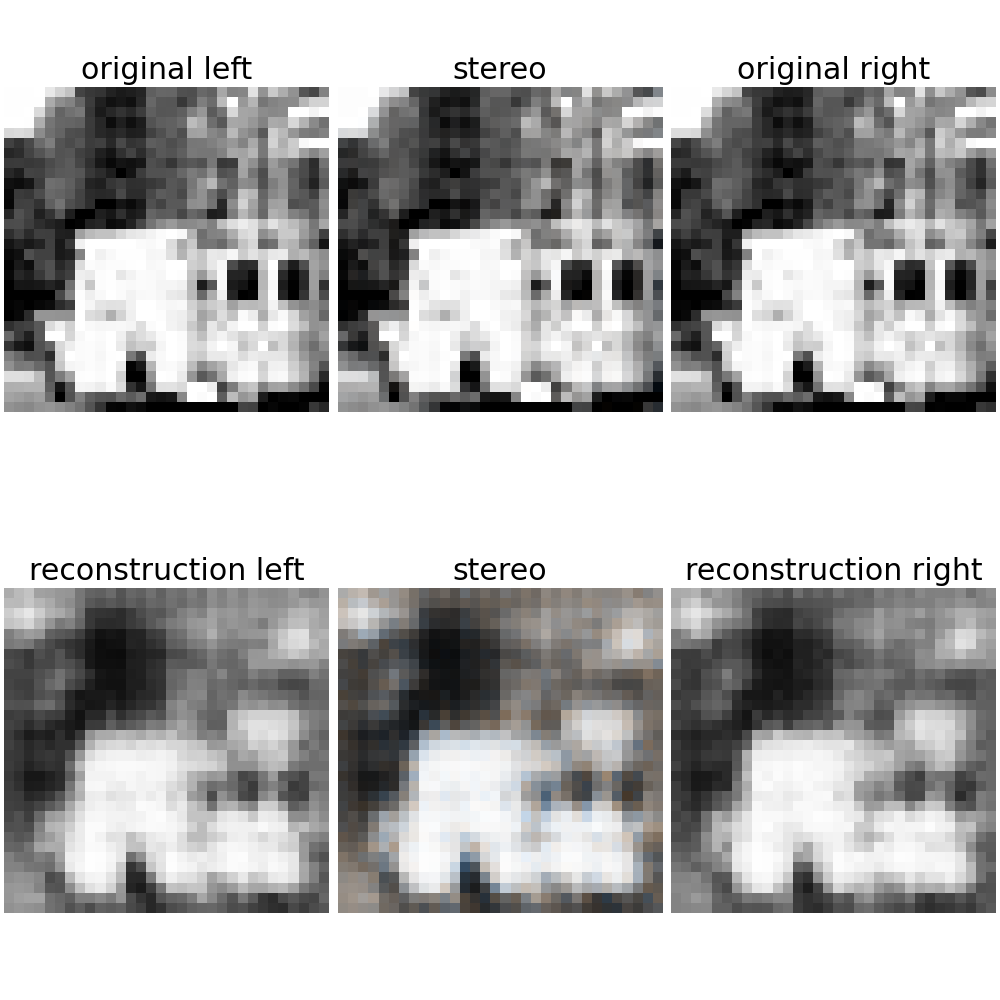 original left
stereo
original right
reconstruction left
stereo
reconstruction right